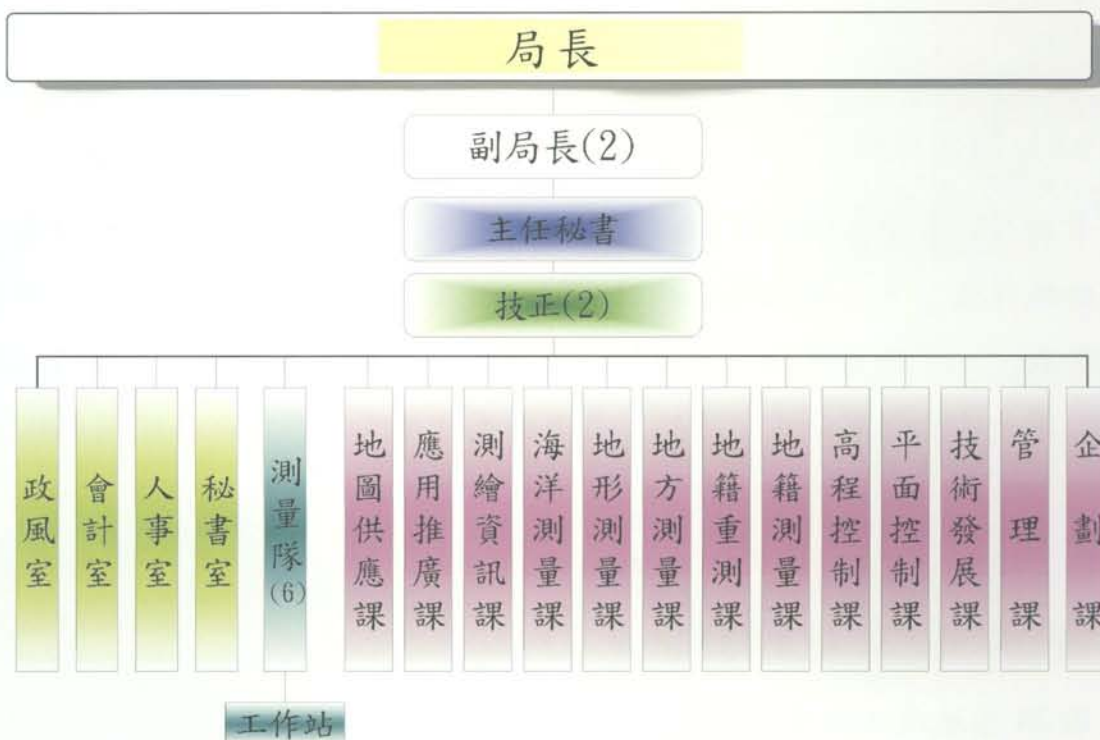 局長
副局長(2)
主任秘書
技正(2)
政風室
會計室
人事室
秘書室
測量隊(6)
地圖供應課
應用推廣課
測繪資訊課
海洋測量課
地形測量課
地方測量課
地籍重測課
地籍測量課
高程控制課
平面控制課
技術發展課
管理課
企劃課
工作站